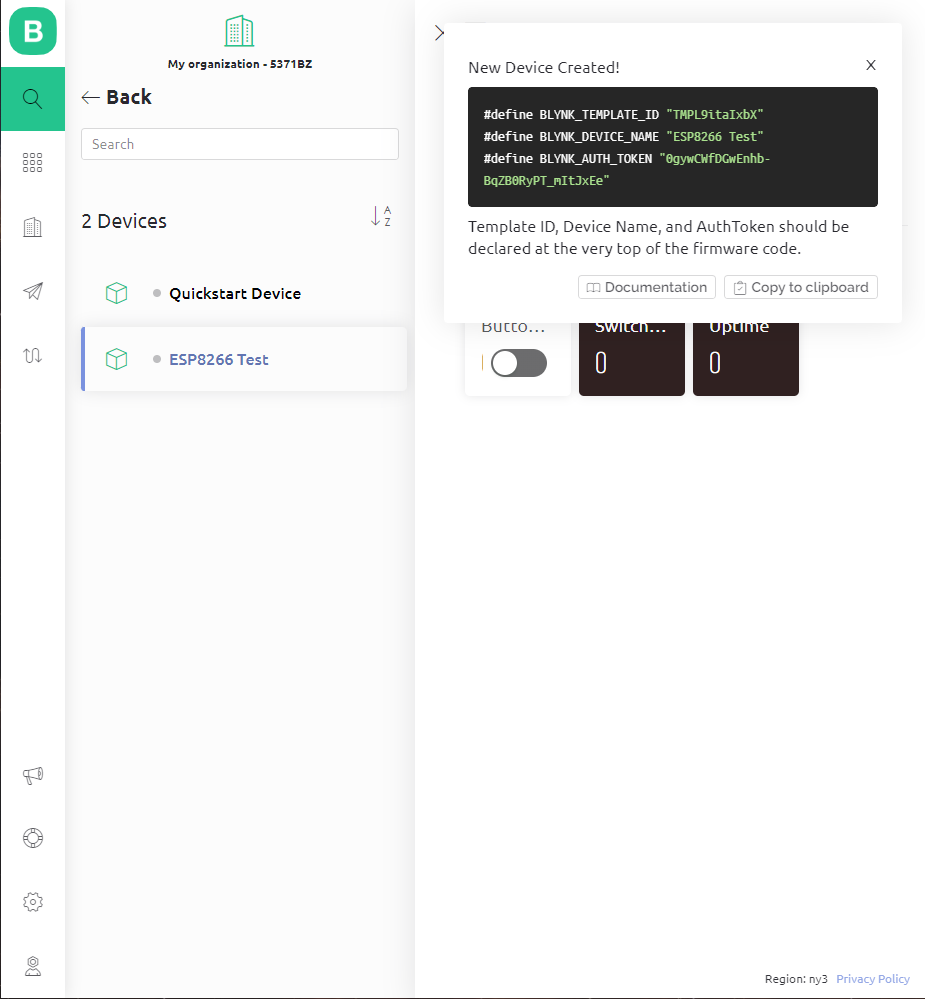 B
My organization - 5371BZ
Back
Search
2 Devices
A
Z
Quickstart Device
ESP8266 Test
New Device Created!
X
#define BLYNK_TEMPLATE_ID "TMPL9itaIxbX"
#define BLYNK_DEVICE_NAME "ESP8266 Test"
#define BLYNK_AUTH_TOKEN "0gywCWfDGwEnhb-
BqZB0RyPT_mItJxEe"
Template ID, Device Name, and AuthToken should be
declared at the very top of the firmware code.
Documentation
Copy to clipboard
Butto...
Switch...
Uptime
0
0
Region: ny3
Privacy Policy